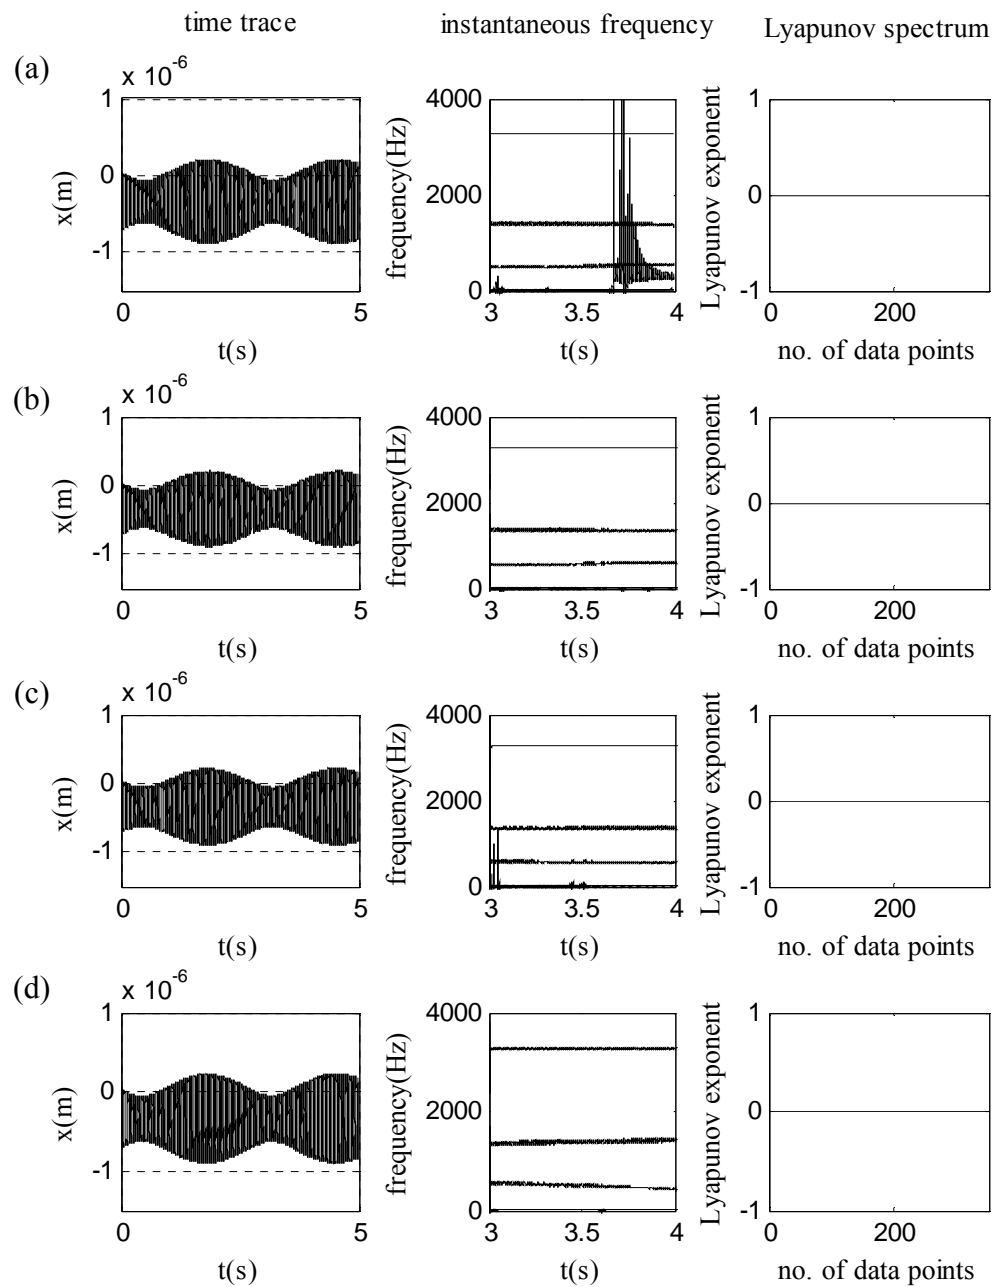 time trace instantaneous frequency Lyapunov spectrum
(a)
x 10^-6
1
0
-1
x(m)
0 5
t(s)
4000
2000
0
frequency(Hz)
3 3.5 4
t(s)
1
0
-1
Lyapunov exponent
0 200
no. of data points
(b)
x 10^-6
1
0
-1
x(m)
0 5
t(s)
4000
2000
0
frequency(Hz)
3 3.5 4
t(s)
1
0
-1
Lyapunov exponent
0 200
no. of data points
(c)
x 10^-6
1
0
-1
x(m)
0 5
t(s)
4000
2000
0
frequency(Hz)
3 3.5 4
t(s)
1
0
-1
Lyapunov exponent
0 200
no. of data points
(d)
x 10^-6
1
0
-1
x(m)
0 5
t(s)
4000
2000
0
frequency(Hz)
3 3.5 4
t(s)
1
0
-1
Lyapunov exponent
0 200
no. of data points